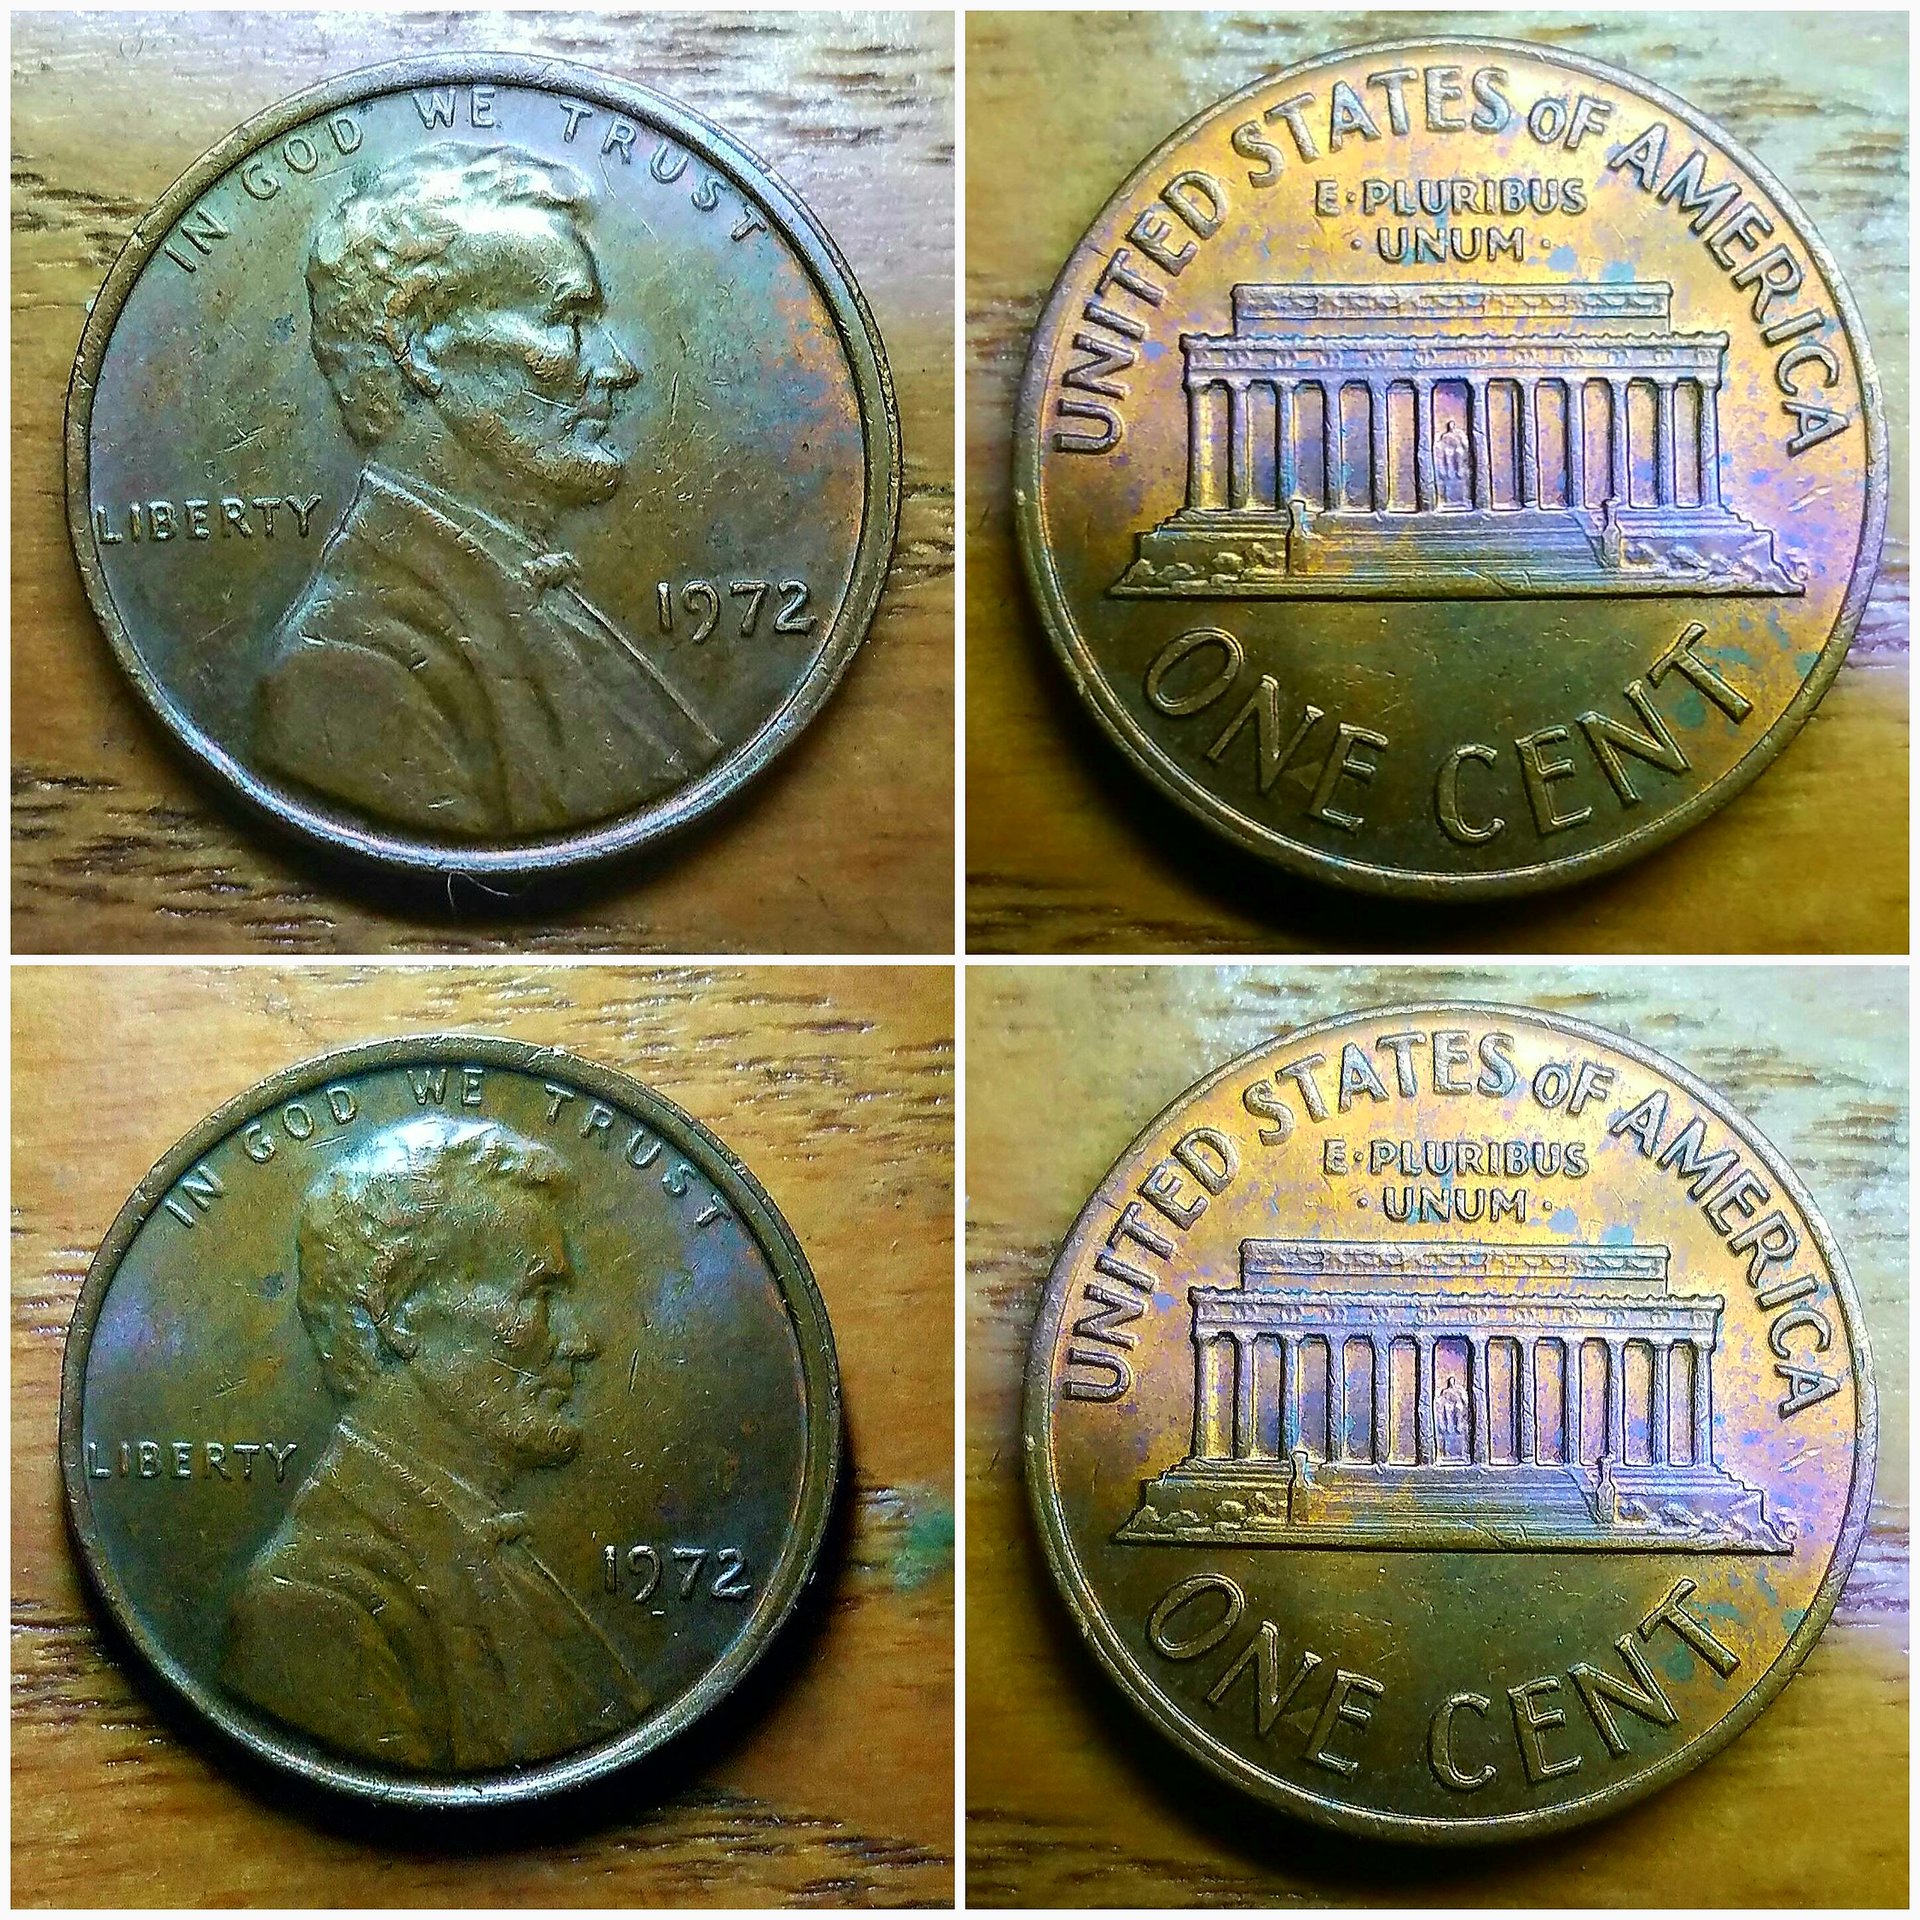 IN GOD WE TRUST
LIBERTY
1972
UNITED STATES OF AMERICA
E·PLURIBUS
·UNUM·
ONE CENT
IN GOD WE TRUST
LIBERTY
1972
UNITED STATES OF AMERICA
E·PLURIBUS
·UNUM·
ONE CENT